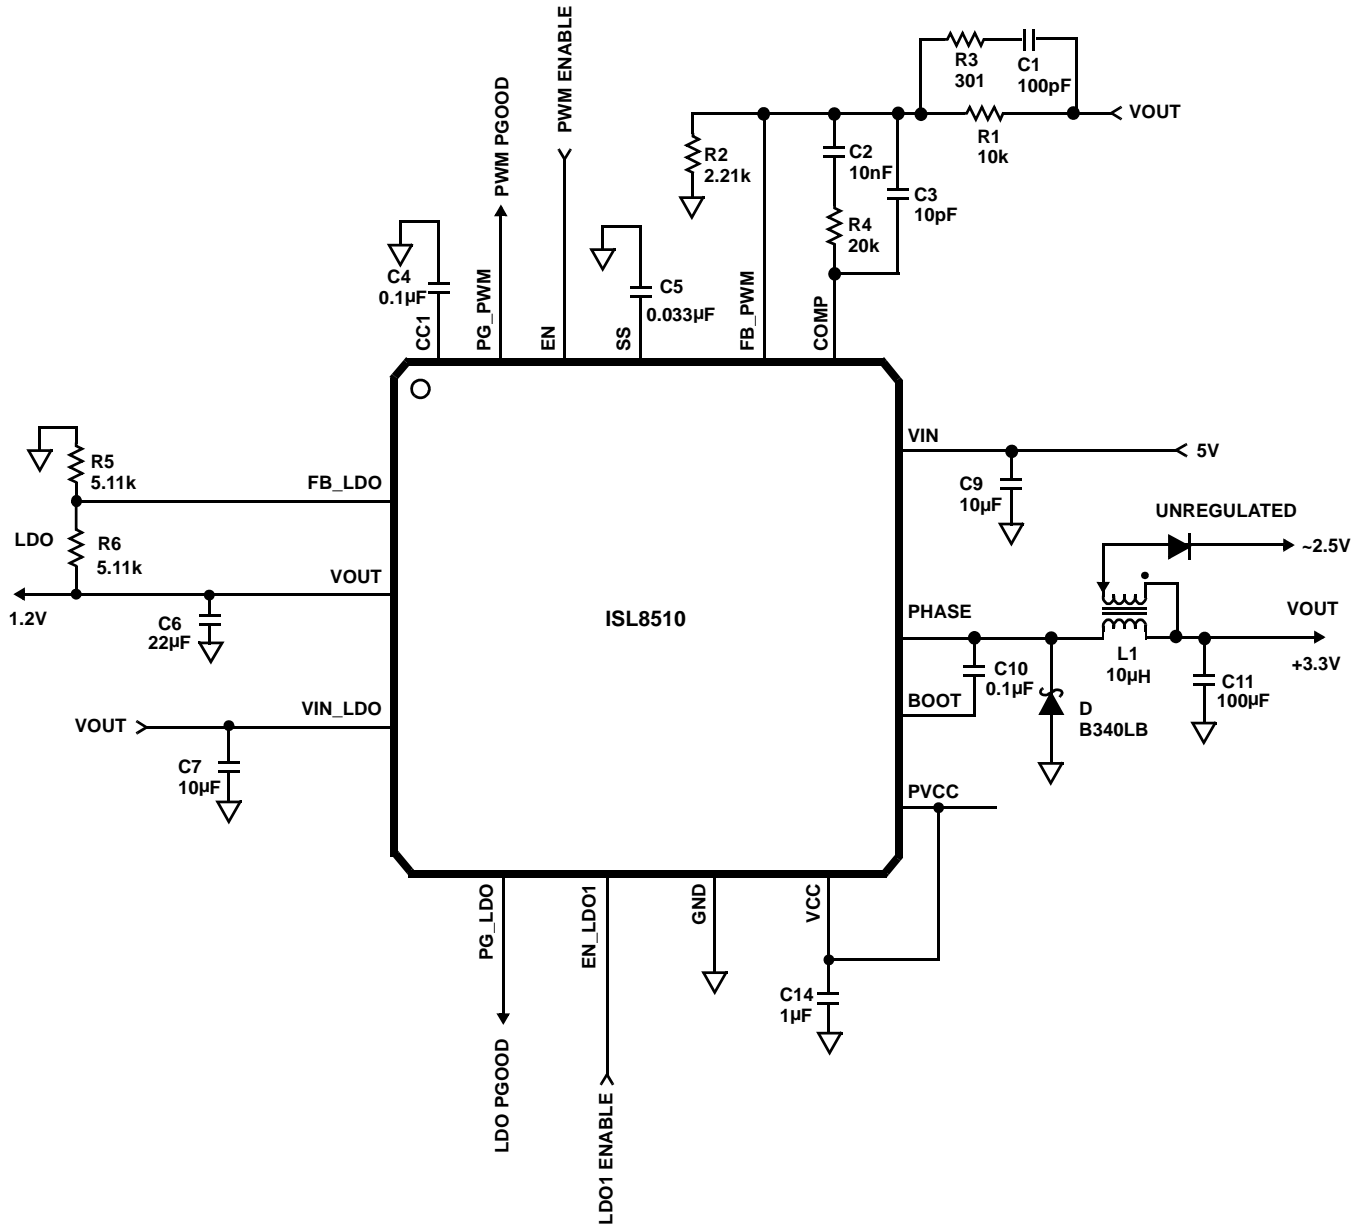 PWM ENABLE
PWM PGOOD
R3
301
C1
100pF
VOUT
R1
10k
R2
2.21k
C2
10nF
C3
10pF
R4
20k
C4
0.1µF
C5
0.033µF
CC1
PG_PWM
EN
SS
FB_PWM
COMP
R5
5.11k
FB_LDO
LDO
R6
5.11k
VOUT
1.2V
C6
22µF
VIN_LDO
VOUT
C7
10µF
ISL8510
VIN
5V
C9
10µF
UNREGULATED
~2.5V
PHASE
VOUT
L1
10µH
+3.3V
C10
0.1µF
C11
100µF
BOOT
D
B340LB
PVCC
PG_LDO
EN_LDO1
GND
VCC
C14
1µF
LDO PGOOD
LDO1 ENABLE